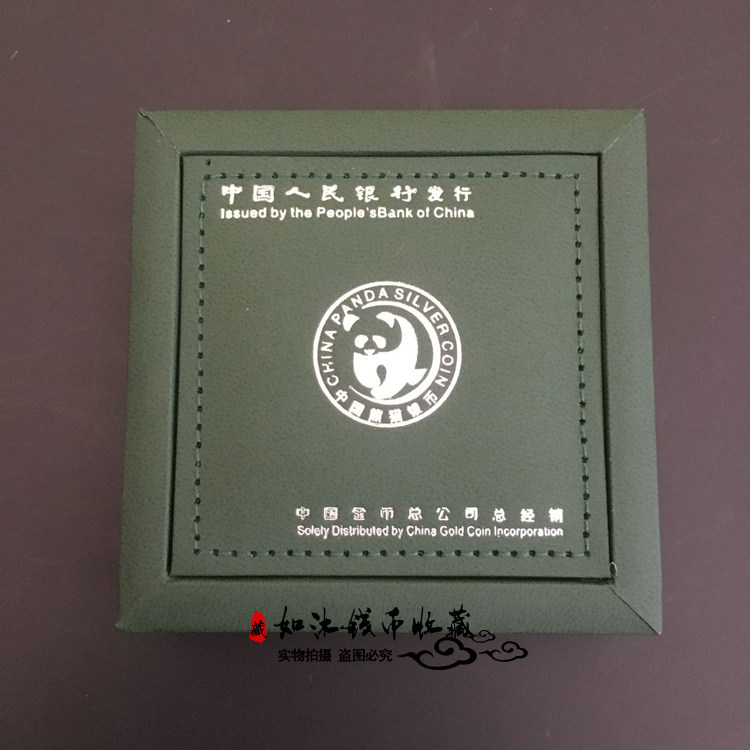 中国人民银行发行
Issued by the People'sBank of China
CHINA PANDA SILVER COIN
中国熊猫银币
中国金币总公司总经销
Solely Distributed by China Gold Coin Incorporation
藏 如沐钱币收藏
实物拍摄 盗图必究